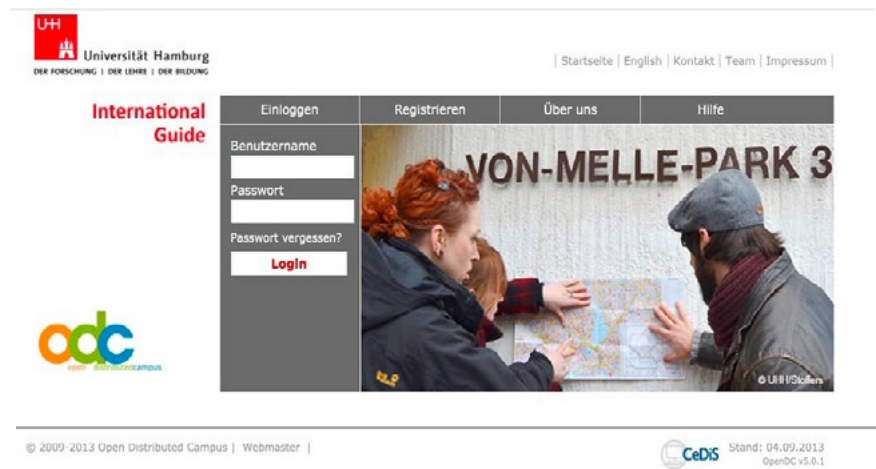 UHH
Universität Hamburg
DER FORSCHUNG | DER LEHRE | DER BILDUNG
| Startseite | English | Kontakt | Team | Impressum |
International
Guide
Einloggen
Registrieren
Über uns
Hilfe
Benutzername
Passwort
Passwort vergessen?
Login
VON-MELLE-PARK 3
© UHH/Stoffers
odc
open distributedcampus
© 2009-2013 Open Distributed Campus | Webmaster |
CeDiS
Stand: 04.09.2013
OpenDC v5.0.1